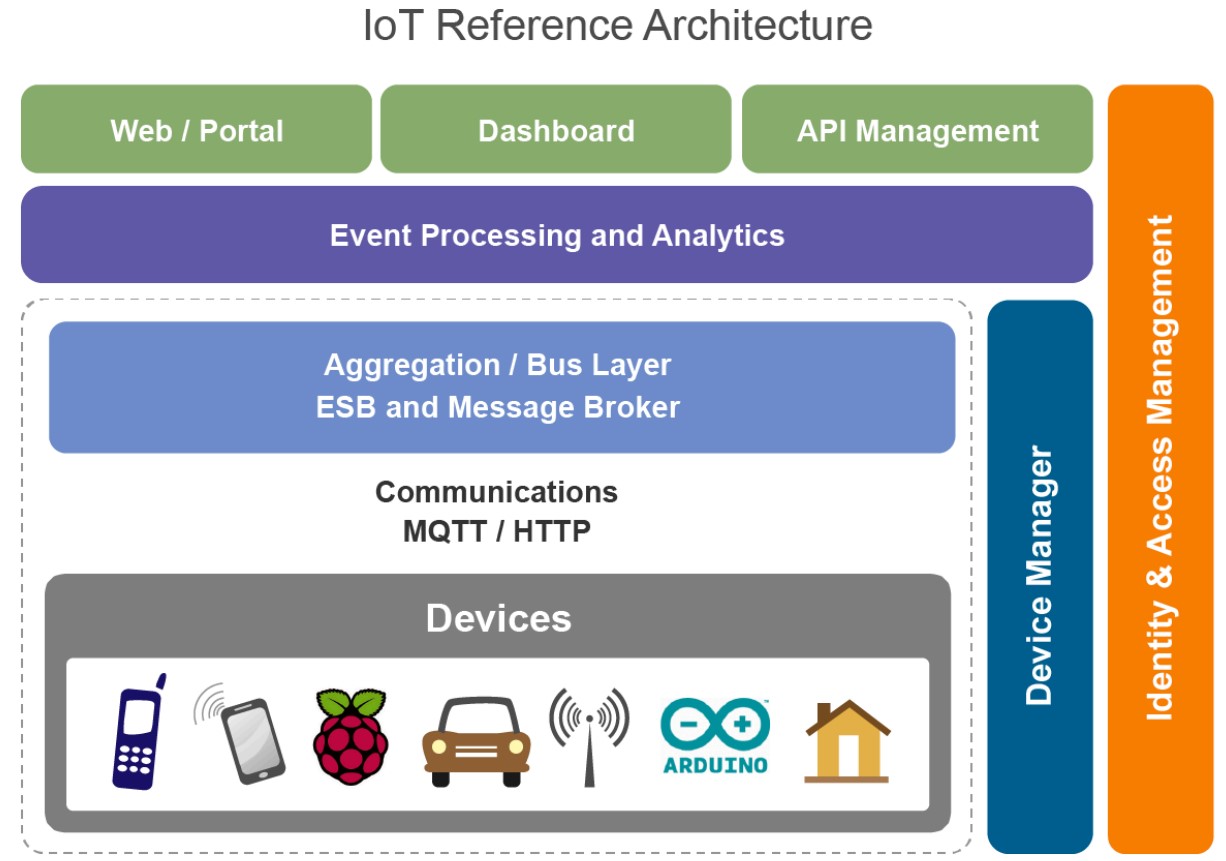 IoT Reference Architecture
Web / Portal
Dashboard
API Management
Event Processing and Analytics
Aggregation / Bus Layer
ESB and Message Broker
Communications
MQTT / HTTP
Devices
ARDUINO
Device Manager
Identity & Access Management